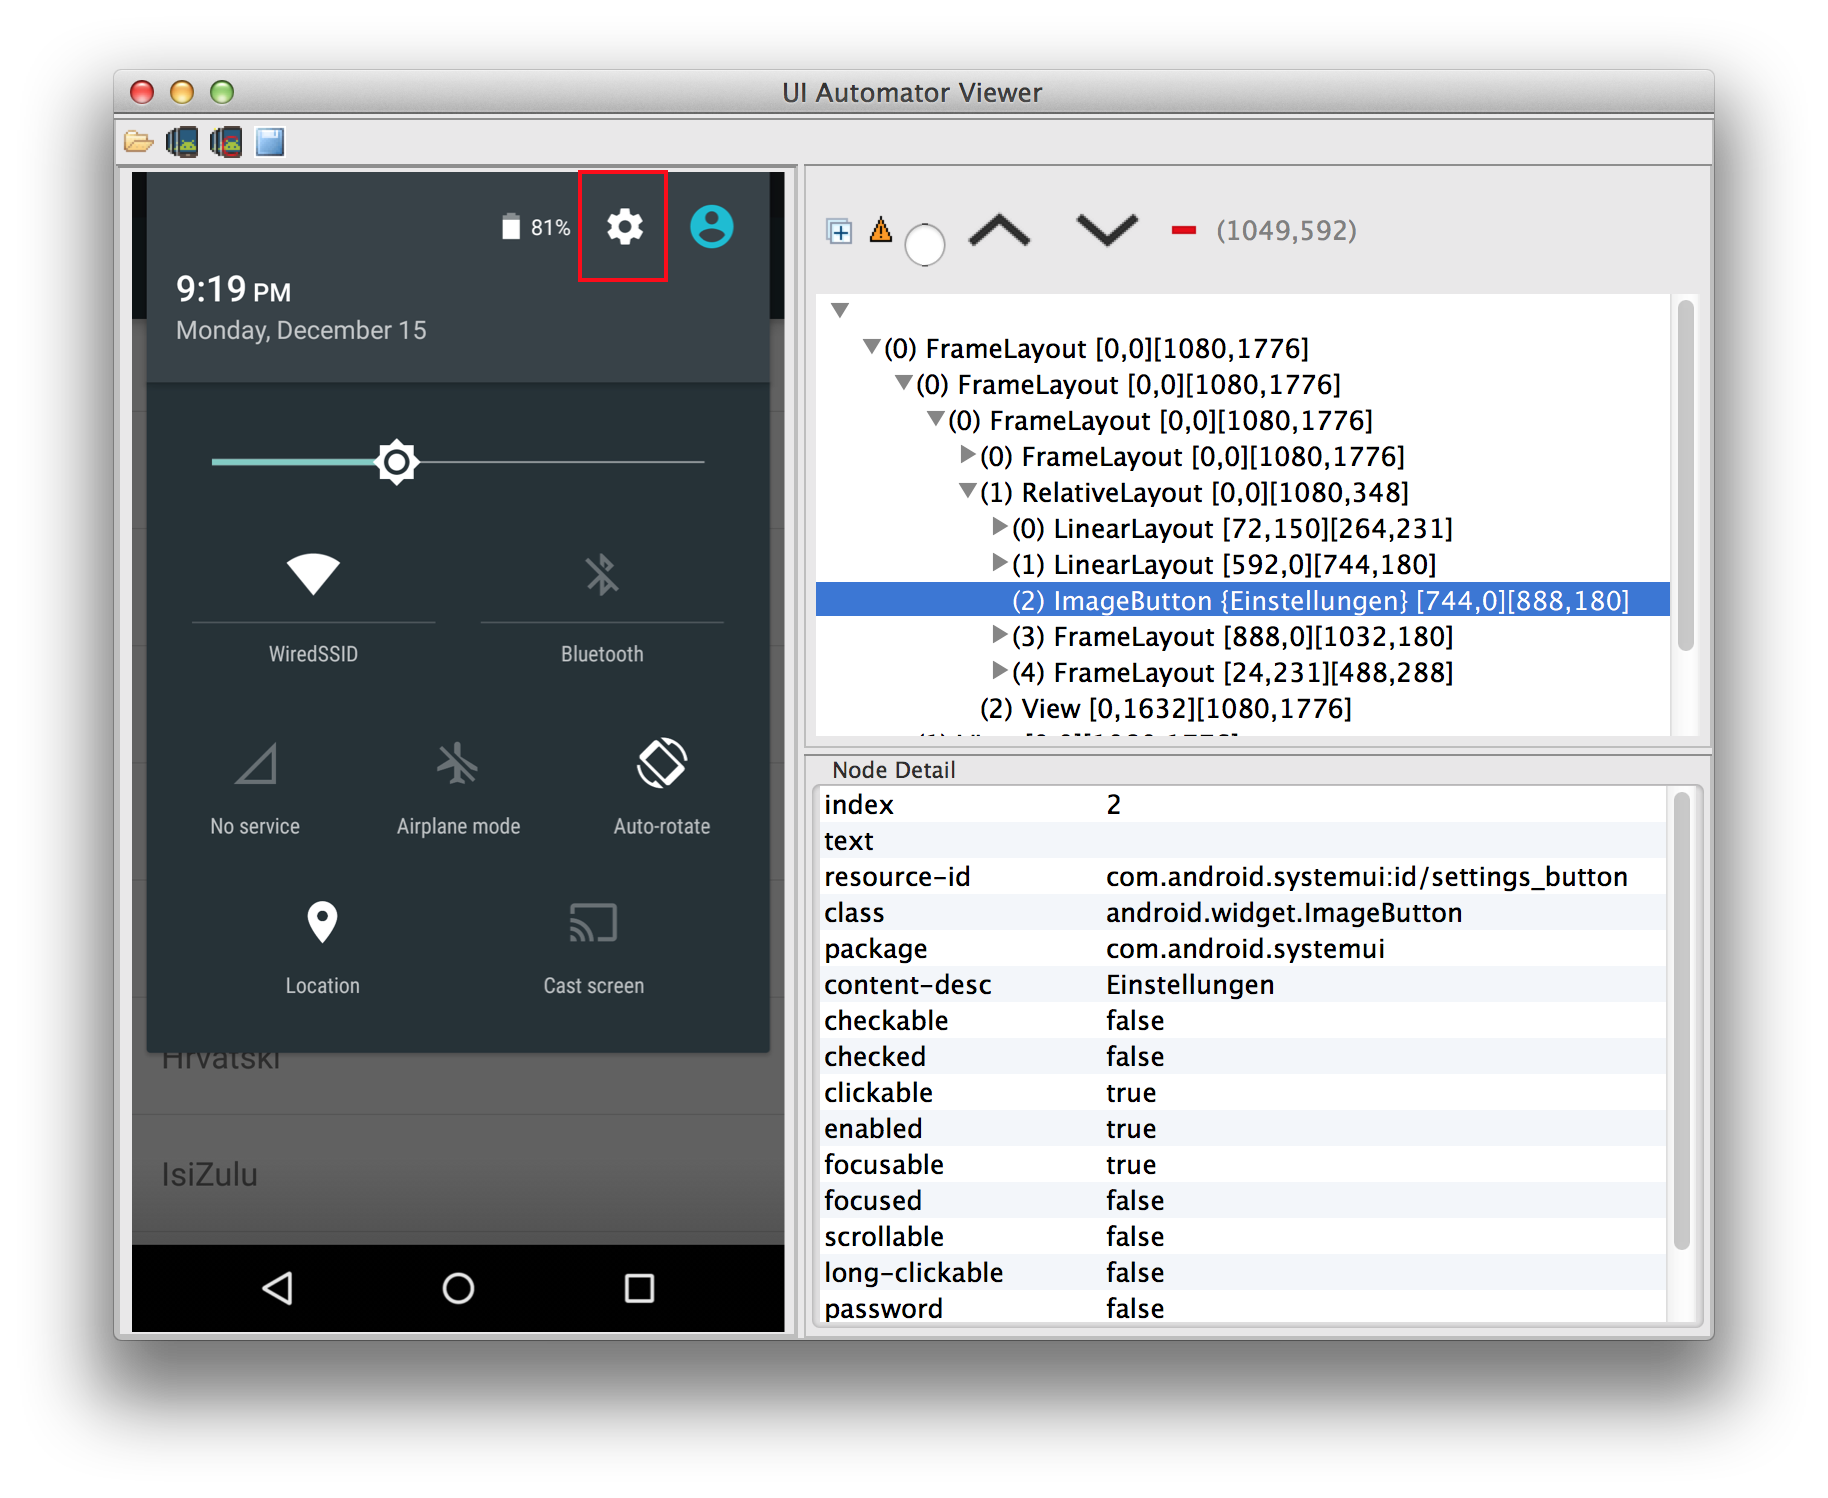 UI Automator Viewer
81%
9:19 PM
Monday, December 15
WiredSSID
Bluetooth
No service
Airplane mode
Auto-rotate
Location
Cast screen
Hrvatski
IsiZulu
(1049,592)
(0) FrameLayout [0,0][1080,1776]
(0) FrameLayout [0,0][1080,1776]
(0) FrameLayout [0,0][1080,1776]
(0) FrameLayout [0,0][1080,1776]
(1) RelativeLayout [0,0][1080,348]
(0) LinearLayout [72,150][264,231]
(1) LinearLayout [592,0][744,180]
(2) ImageButton {Einstellungen} [744,0][888,180]
(3) FrameLayout [888,0][1032,180]
(4) FrameLayout [24,231][488,288]
(2) View [0,1632][1080,1776]
Node Detail
index 2
text
resource-id com.android.systemui:id/settings_button
class android.widget.ImageButton
package com.android.systemui
content-desc Einstellungen
checkable false
checked false
clickable true
enabled true
focusable true
focused false
scrollable false
long-clickable false
password false